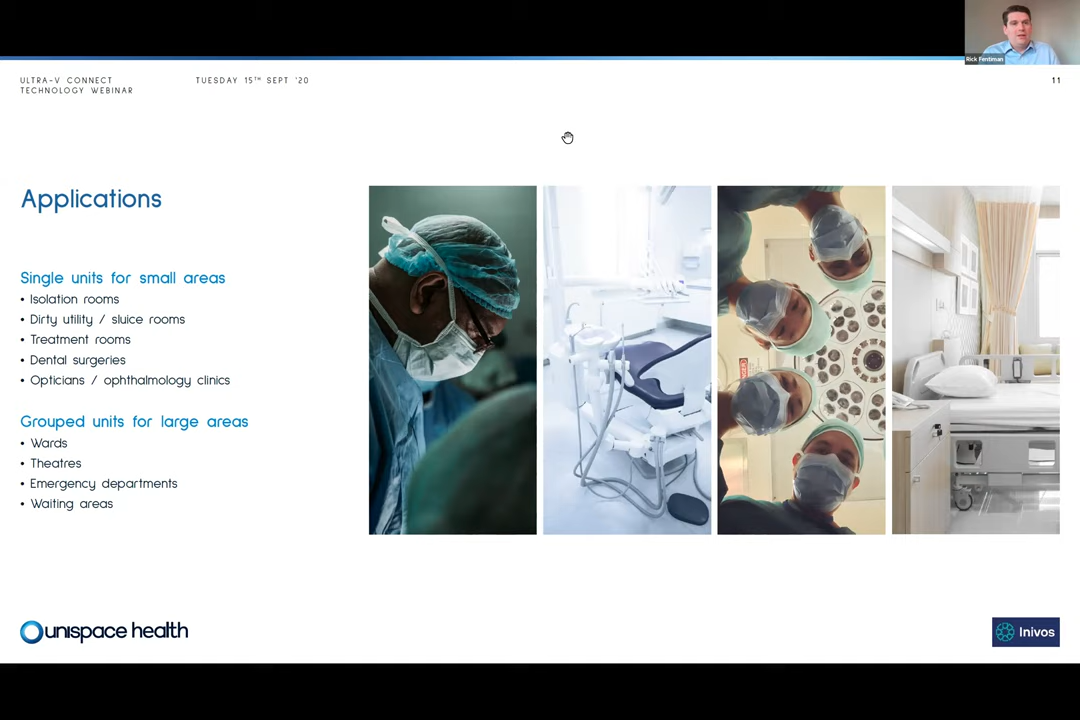 Rick Fentiman
ULTRA-V CONNECT
TECHNOLOGY WEBINAR
TUESDAY 15TH SEPT '20
11
Applications
Single units for small areas
• Isolation rooms
• Dirty utility / sluice rooms
• Treatment rooms
• Dental surgeries
• Opticians / ophthalmology clinics
Grouped units for large areas
• Wards
• Theatres
• Emergency departments
• Waiting areas
unispace health
Inivos